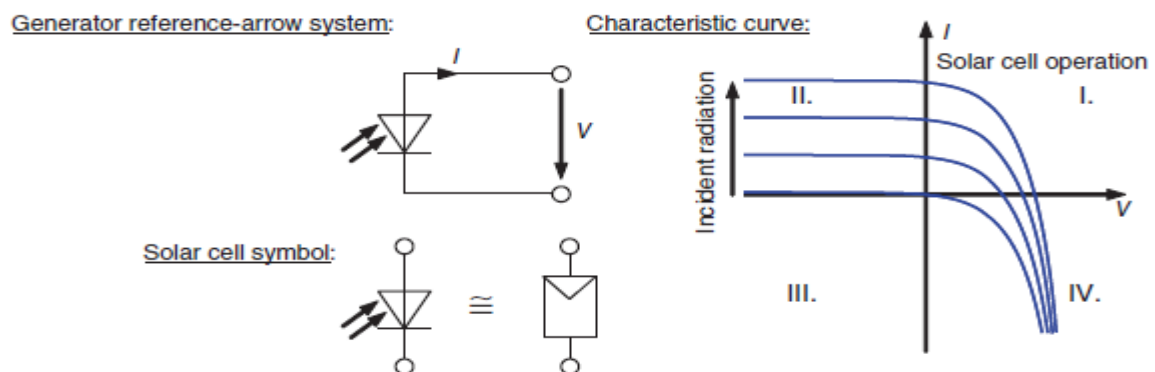 Generator reference-arrow system:
I
V
Solar cell symbol:
≅
Characteristic curve:
I
Solar cell operation
II.
I.
Incident radiation
V
III.
IV.